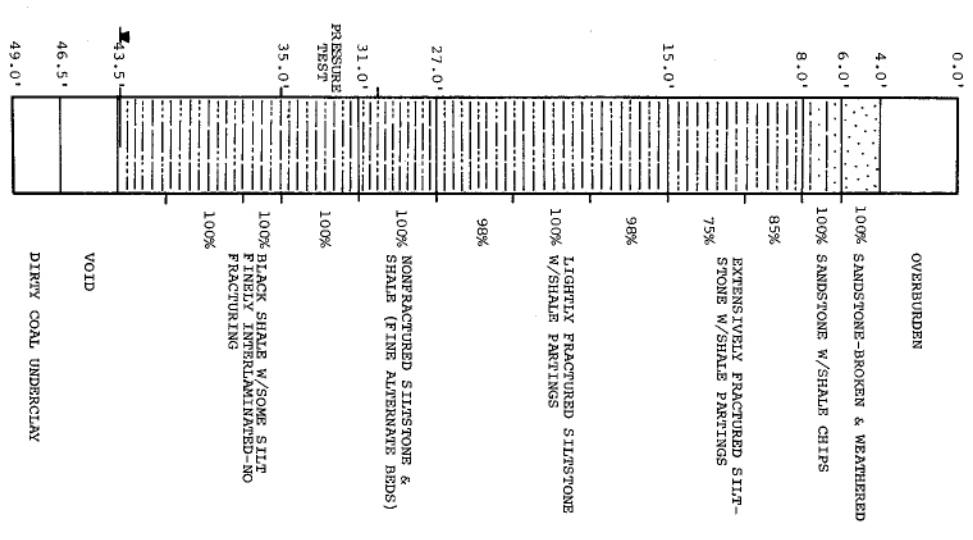 0.0'
OVERBURDEN
4.0'
100% SANDSTONE-BROKEN & WEATHERED
6.0'
100% SANDSTONE W/SHALE CHIPS
8.0'
85%
EXTENSIVELY FRACTURED SILT-
75% STONE W/SHALE PARTINGS
15.0'
98%
LIGHTLY FRACTURED SILTSTONE
100% W/SHALE PARTINGS
98%
27.0'
100% NONFRACTURED SILTSTONE &
SHALE (FINE ALTERNATE BEDS)
PRESSURE
TEST
31.0'
100%
35.0'
100% BLACK SHALE W/SOME SILT
FINELY INTERLAMINATED-NO
FRACTURING
100%
43.5'
VOID
46.5'
DIRTY COAL UNDERCLAY
49.0'